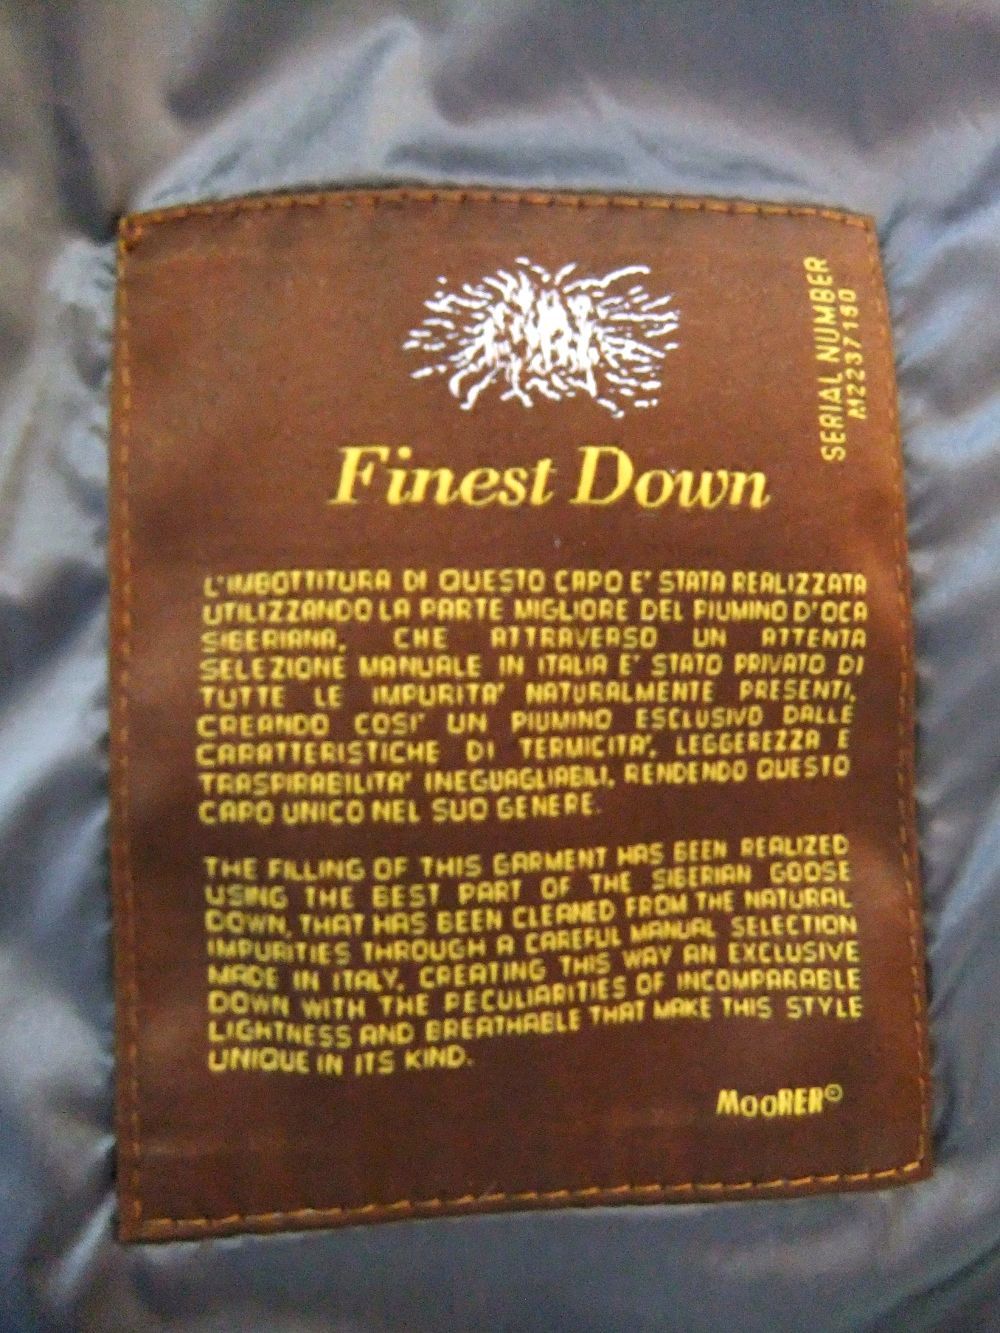 SERIAL NUMBER
M2237160
Finest Down
L'IMBOTTITURA DI QUESTO CAPO E' STATA REALIZZATA
UTILIZZANDO LA PARTE MIGLIORE DEL PIUMINO D'OCA
SIBERIANA, CHE ATTRAVERSO UN ATTENTA
SELEZIONE MANUALE IN ITALIA E' STATO PRIVATO DI
TUTTE LE IMPURITA' NATURALMENTE PRESENTI,
CREANDO COSI' UN PIUMINO ESCLUSIVO DALLE
CARATTERISTICHE DI TERMICITA', LEGGEREZZA E
TRASPIRABILITA' INEGUAGLIABILI, RENDENDO QUESTO
CAPO UNICO NEL SUO GENERE.
THE FILLING OF THIS GARMENT HAS BEEN REALIZED
USING THE BEST PART OF THE SIBERIAN GOOSE
DOWN, THAT HAS BEEN CLEANED FROM THE NATURAL
IMPURITIES THROUGH A CAREFUL MANUAL SELECTION
MADE IN ITALY, CREATING THIS WAY AN EXCLUSIVE
DOWN WITH THE PECULIARITIES OF INCOMPARABLE
LIGHTNESS AND BREATHABLE THAT MAKE THIS STYLE
UNIQUE IN ITS KIND.
MooRER©